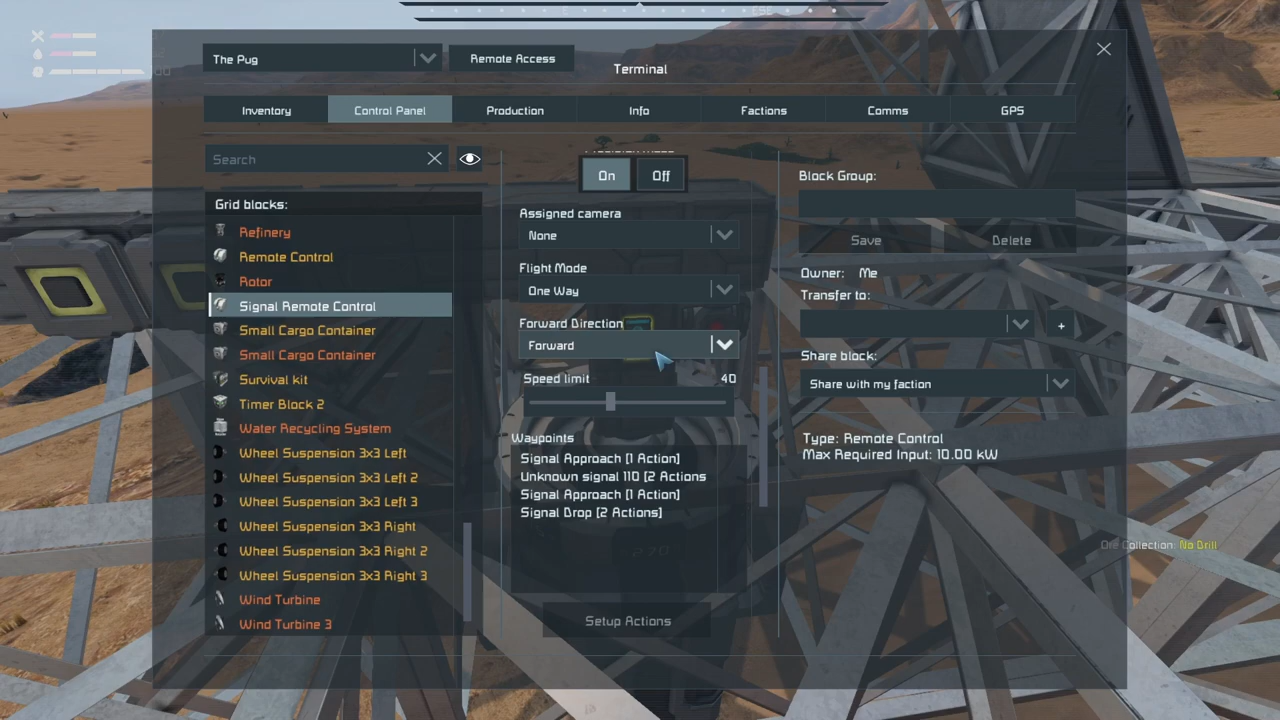 The Pug
Remote Access
Terminal
Inventory
Control Panel
Production
Info
Factions
Comms
GPS
Search
Grid blocks:
Refinery
Remote Control
Rotor
Signal Remote Control
Small Cargo Container
Small Cargo Container
Survival kit
Timer Block 2
Water Recycling System
Wheel Suspension 3x3 Left
Wheel Suspension 3x3 Left 2
Wheel Suspension 3x3 Left 3
Wheel Suspension 3x3 Right
Wheel Suspension 3x3 Right 2
Wheel Suspension 3x3 Right 3
Wind Turbine
Wind Turbine 3
On
Off
Assigned camera
None
Flight Mode
One Way
Forward Direction
Forward
Speed limit 40
Waypoints
Signal Approach [1 Action]
Unknown signal 110 [2 Actions
Signal Approach [1 Action]
Signal Drop [2 Actions]
Setup Actions
Block Group:
Save
Delete
Owner: Me
Transfer to:
+
Share block:
Share with my faction
Type: Remote Control
Max Required Input: 10.00 kW
Ore Collection: No Drill